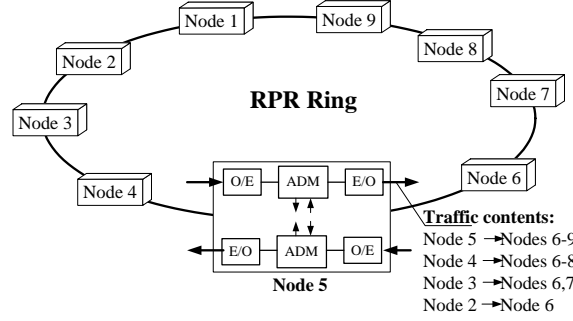 Node 1
Node 9
Node 2
Node 8
RPR Ring
Node 7
Node 3
Node 4
Node 6
O/E ADM E/O
E/O ADM O/E
Node 5
Traffic contents:
Node 5 → Nodes 6-9
Node 4 → Nodes 6-8
Node 3 → Nodes 6,7
Node 2 → Node 6